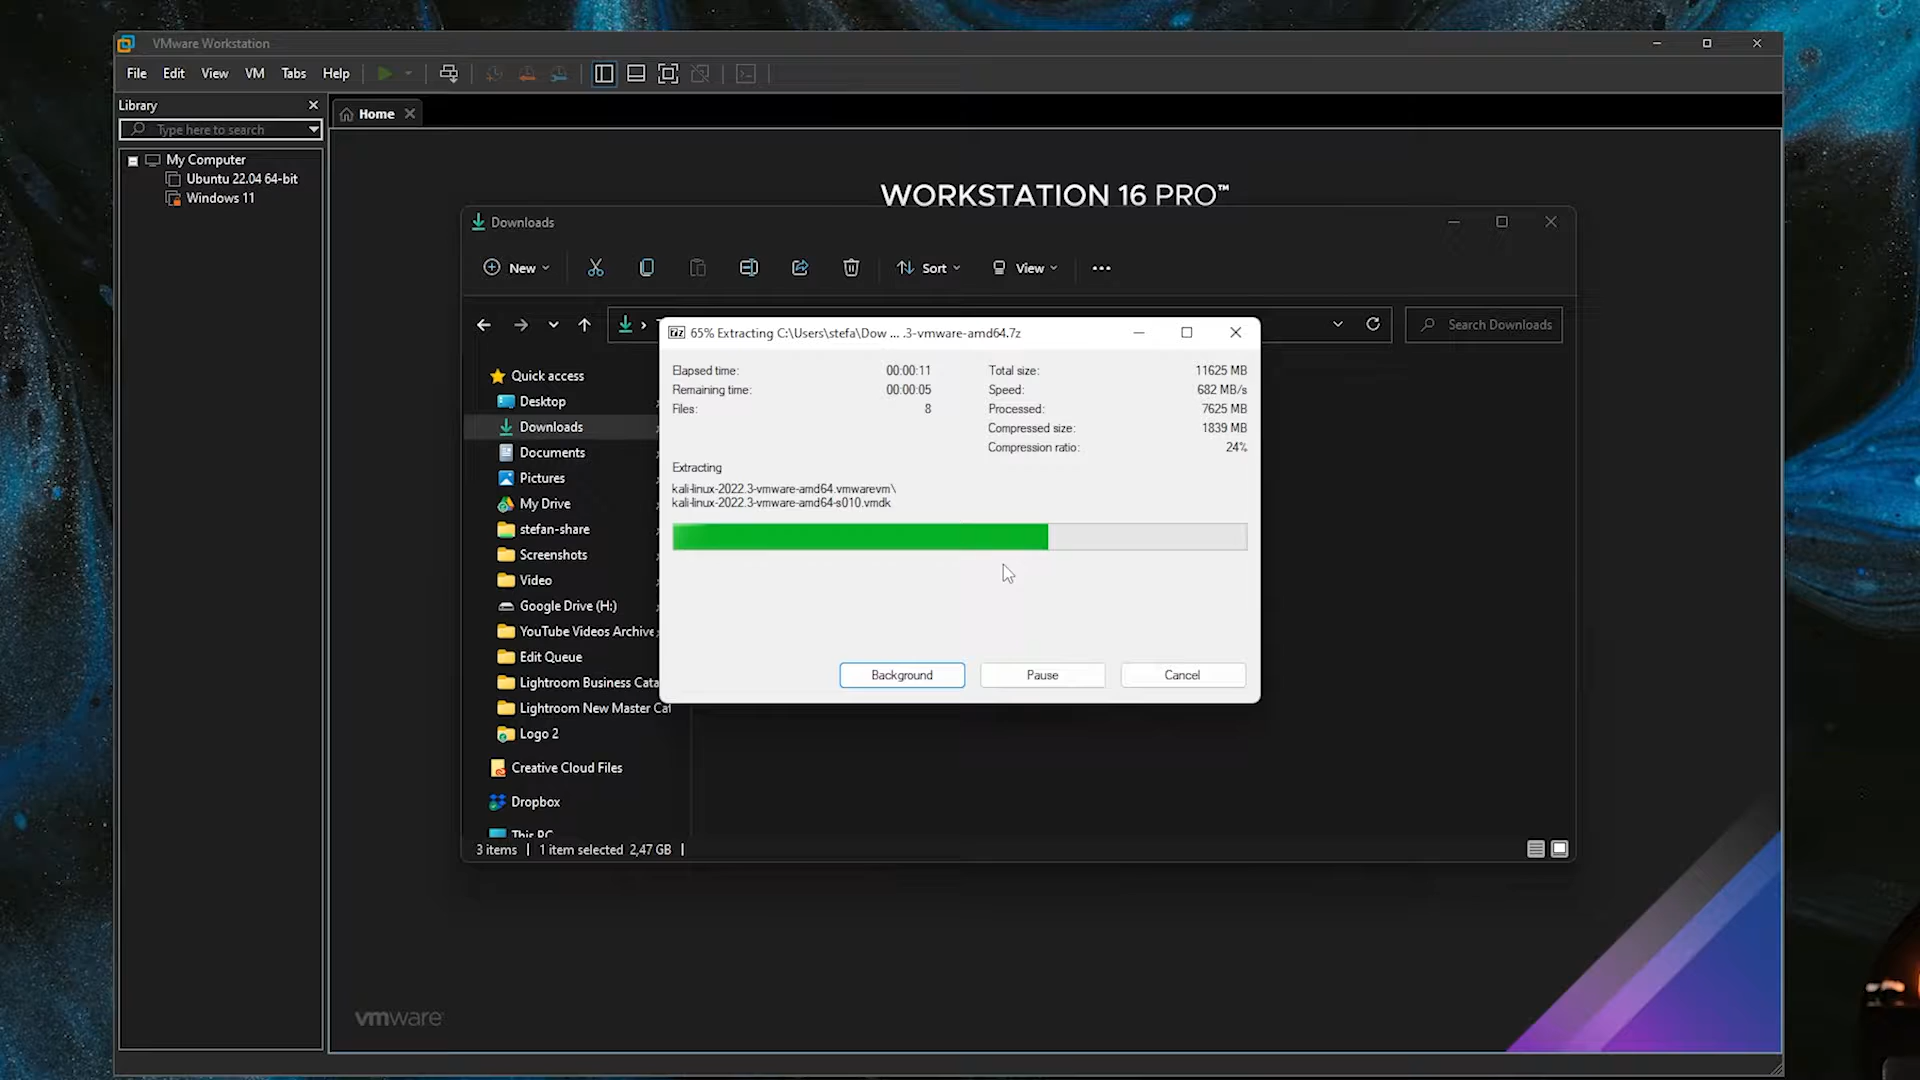 VMware Workstation
File Edit View VM Tabs Help
Library
Home
Type here to search
My Computer
Ubuntu 22.04 64-bit
Windows 11
WORKSTATION 16 PRO™
Downloads
New
Sort
View
Search Downloads
65% Extracting C:\Users\stefa\Dow ... .3-vmware-amd64.7z
Elapsed time: 00:00:11
Remaining time: 00:00:05
Files: 8
Total size: 11625 MB
Speed: 682 MB/s
Processed: 7625 MB
Compressed size: 1839 MB
Compression ratio: 24%
Extracting
kali-linux-2022.3-vmware-amd64.vmwarevm\
kali-linux-2022.3-vmware-amd64-s010.vmdk
Background
Pause
Cancel
Quick access
Desktop
Downloads
Documents
Pictures
My Drive
stefan-share
Screenshots
Video
Google Drive (H:)
YouTube Videos Archive
Edit Queue
Lightroom Business Cata
Lightroom New Master Cat
Logo 2
Creative Cloud Files
Dropbox
This PC
3 items | 1 item selected 2,47 GB |
vmware